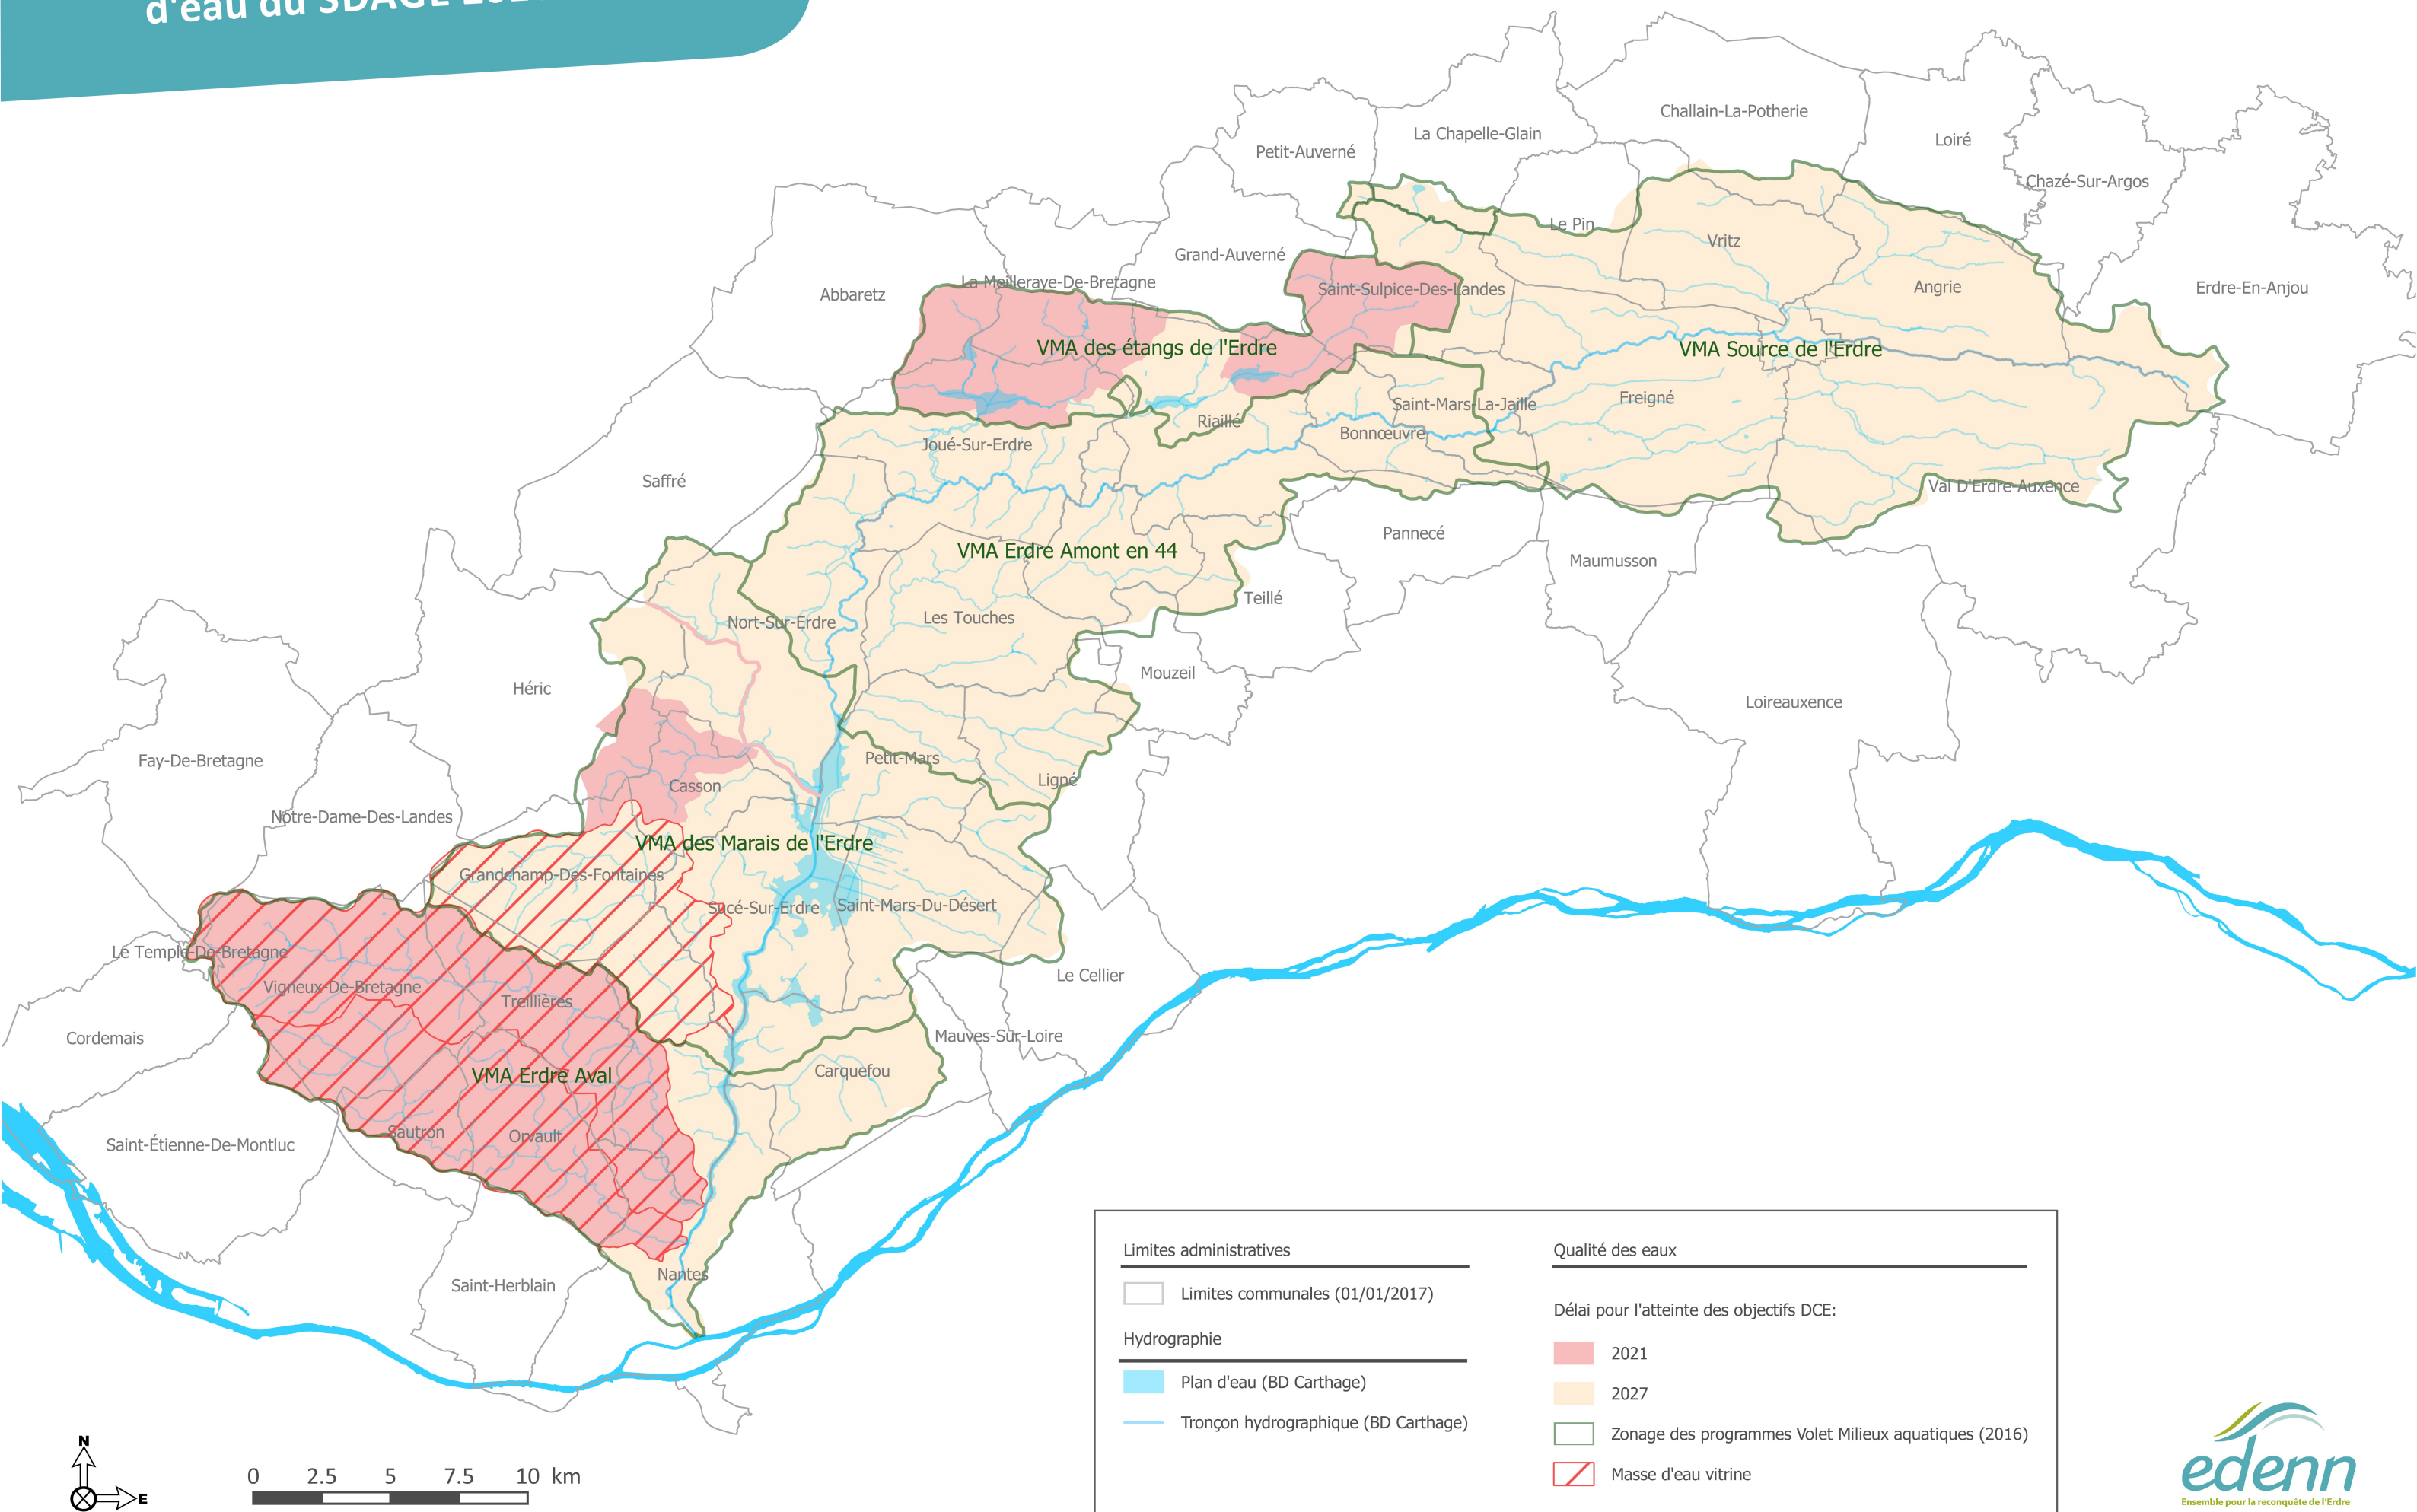 d'eau du SDAGE
Challain-La-Potherie
La Chapelle-Glain
Loiré
Petit-Auverné
Chazé-Sur-Argos
Le Pin
Vritz
Grand-Auverné
La Meilleraye-De-Bretagne
Angrie
Erdre-En-Anjou
Saint-Sulpice-Des-Landes
Abbaretz
VMA des étangs de l'Erdre
VMA Source de l'Erdre
Freigné
Saint-Mars-La-Jaille
Riaillé
Bonnœuvre
Joué-Sur-Erdre
Saffré
Val D'Erdre-Auxence
Pannecé
VMA Erdre Amont en 44
Maumusson
Teillé
Les Touches
Nort-Sur-Erdre
Mouzeil
Héric
Loireauxence
Petit-Mars
Fay-De-Bretagne
Ligné
Casson
Notre-Dame-Des-Landes
VMA des Marais de l'Erdre
Grandchamp-Des-Fontaines
Sucé-Sur-Erdre
Saint-Mars-Du-Désert
Le Temple-De-Bretagne
Le Cellier
Vigneux-De-Bretagne
Treillières
Cordemais
Mauves-Sur-Loire
Carquefou
VMA Erdre Aval
Sautron
Orvault
Saint-Étienne-De-Montluc
Nantes
Saint-Herblain
Limites administratives
Limites communales (01/01/2017)
Hydrographie
Plan d'eau (BD Carthage)
Tronçon hydrographique (BD Carthage)
Qualité des eaux
Délai pour l'atteinte des objectifs DCE:
2021
2027
Zonage des programmes Volet Milieux aquatiques (2016)
Masse d'eau vitrine
N
E
0 2.5 5 7.5 10 km
edenn
Ensemble pour la reconquête de l'Erdre